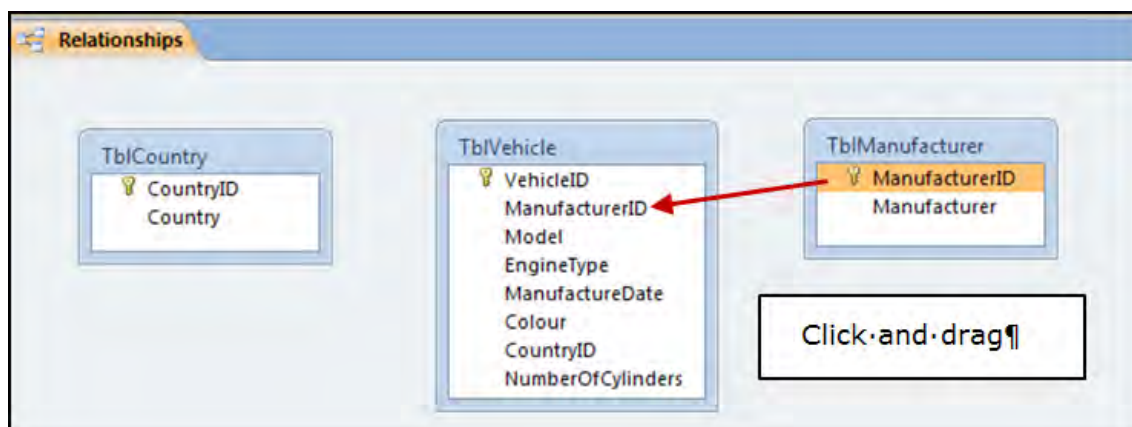 Relationships
TblCountry
CountryID
Country
TblVehicle
VehicleID
ManufacturerID
Model
EngineType
ManufactureDate
Colour
CountryID
NumberOfCylinders
TblManufacturer
ManufacturerID
Manufacturer
Click·and·drag¶